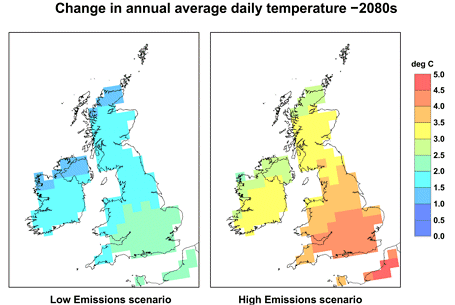 Change in annual average daily temperature −2080s
deg C
5.0
4.5
4.0
3.5
3.0
2.5
2.0
1.5
1.0
0.5
0.0
Low Emissions scenario
High Emissions scenario